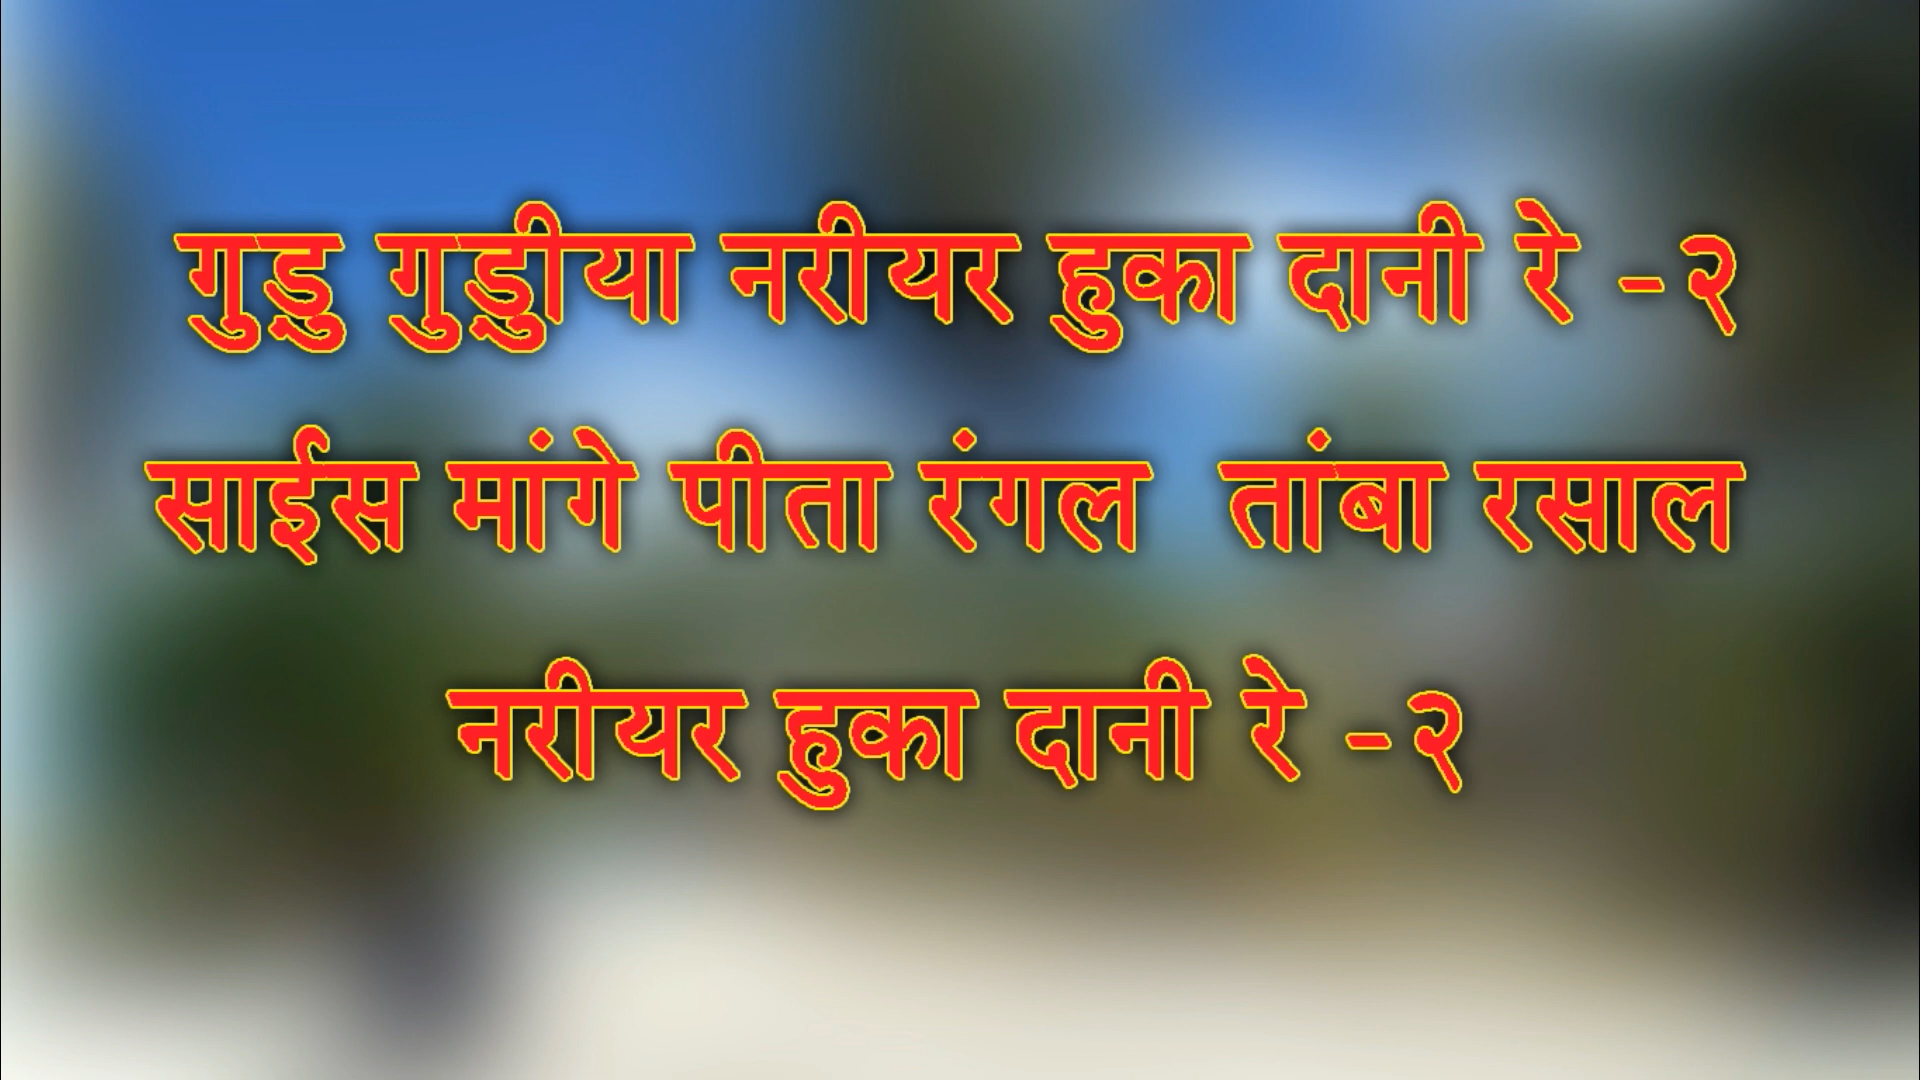 गुड़ु गुड़ुीया नरीयर हुका दानी रे -२
साईस मांगे पीता रंगल तांबा रसाल
नरीयर हुका दानी रे -२